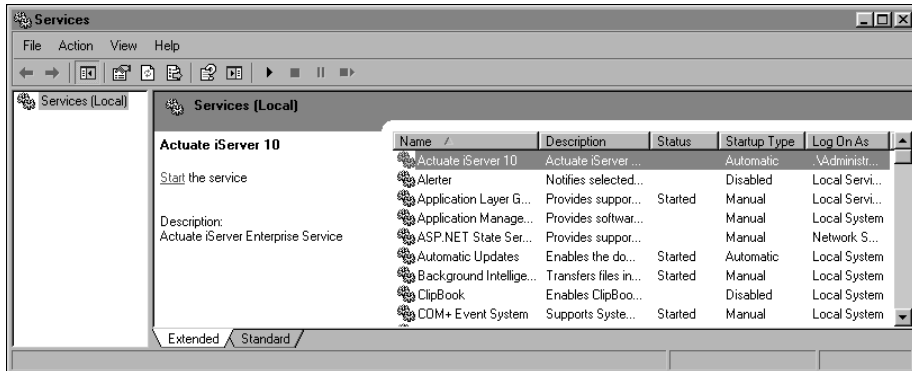 Services
File Action View Help
Services (Local)
Services (Local)
Actuate iServer 10
Start the service
Description:
Actuate iServer Enterprise Service
Name Description Status Startup Type Log On As
Actuate iServer 10 Actuate iServer ... Automatic .\Administr...
Alerter Notifies selected... Disabled Local Servi...
Application Layer G... Provides suppor... Started Manual Local Servi...
Application Manage... Provides softwar... Manual Local System
ASP.NET State Ser... Provides suppor... Manual Network S...
Automatic Updates Enables the do... Started Automatic Local System
Background Intellige... Transfers files in... Started Manual Local System
ClipBook Enables ClipBoo... Disabled Local System
COM+ Event System Supports Syste... Started Manual Local System
Extended Standard